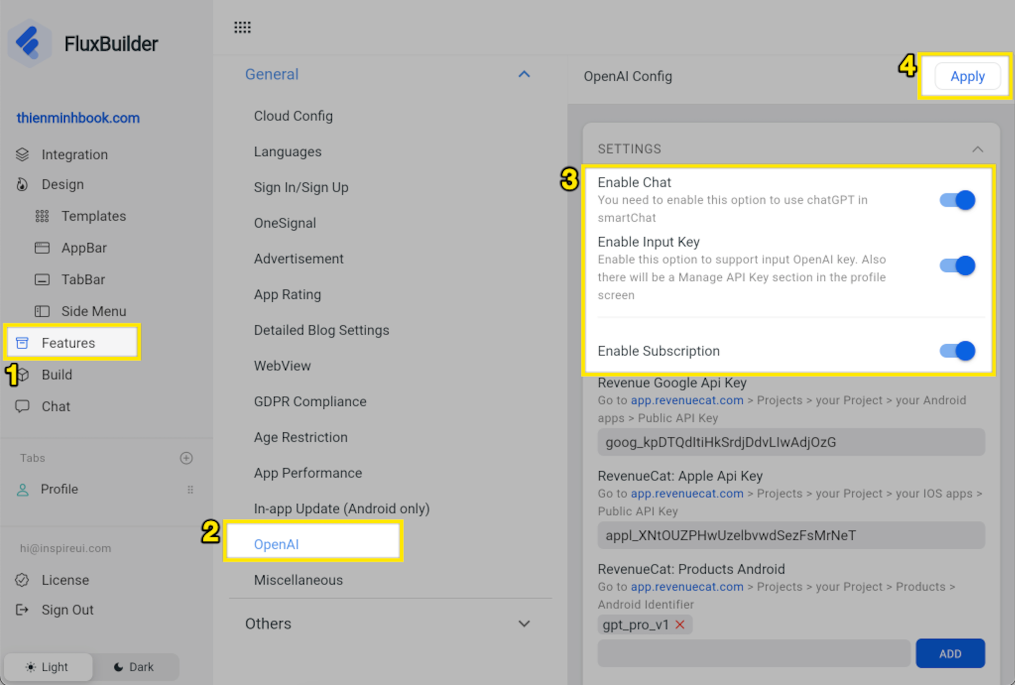 FluxBuilder
thienminhbook.com
Integration
Design
Templates
AppBar
TabBar
Side Menu
Features
1
Build
Chat
Tabs
Profile
hi@inspireui.com
License
Sign Out
Light
Dark
General
Cloud Config
Languages
Sign In/Sign Up
OneSignal
Advertisement
App Rating
Detailed Blog Settings
WebView
GDPR Compliance
Age Restriction
App Performance
In-app Update (Android only)
2
OpenAI
Miscellaneous
Others
OpenAI Config
4
Apply
SETTINGS
3
Enable Chat
You need to enable this option to use chatGPT in
smartChat
Enable Input Key
Enable this option to support input OpenAI key. Also
there will be a Manage API Key section in the profile
screen
Enable Subscription
Revenue Google Api Key
Go to app.revenuecat.com > Projects > your Project > your Android
apps > Public API Key
goog_kpDTQdItiHkSrdjDdvLIwAdjOzG
RevenueCat: Apple Api Key
Go to app.revenuecat.com > Projects > your Project > your IOS apps >
Public API Key
appl_XNtOUZPHwUzelbvwdSezFsMrNeT
RevenueCat: Products Android
Go to app.revenuecat.com > Projects > your Project > Products >
Android Identifier
gpt_pro_v1
ADD